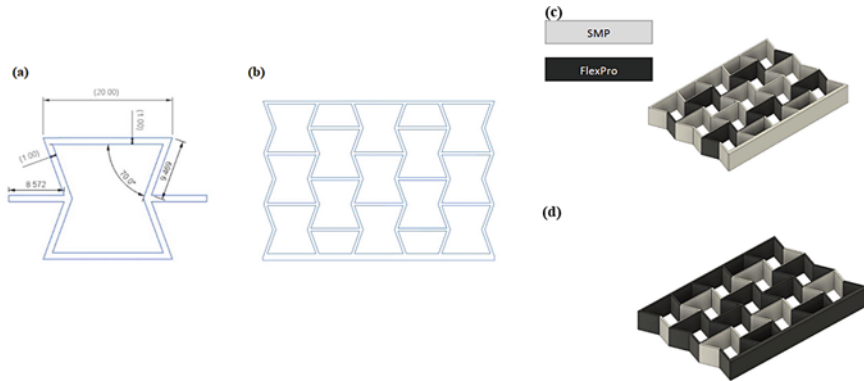 (a)
(20.00)
(1.00)
(1.00)
70.0°
9.469
8.572
(b)
(c)
SMP
FlexPro
(d)